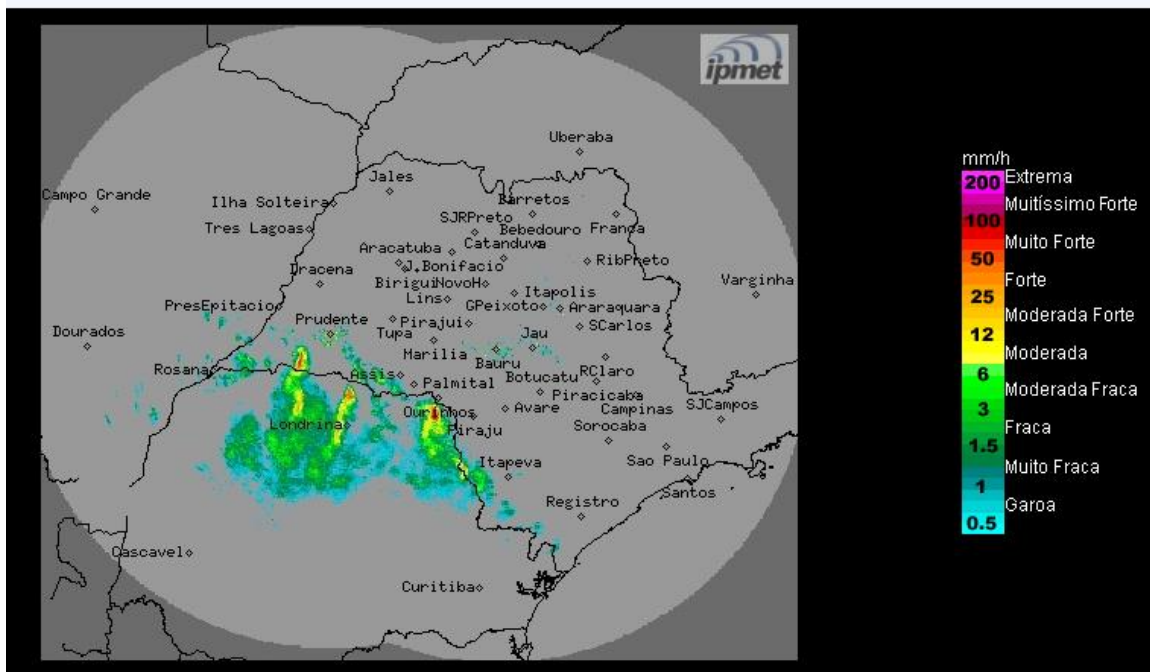 ipmet
Uberaba
Jales
Campo Grande
Ilha Solteira
Barretos
SJRPreto
Tres Lagoas
Bebedouro Franca
Catanduva
Aracatuba
RibPreto
J.Bonifacio
Dracena
Varginha
Birigui NovoH
Itapolis
Lins
GPeixoto
Araraquara
PresEpitacio
Prudente
Pirajui
SCarlos
Dourados
Tupa
Jau
Marilia
Bauru
Rosana
Assis
RClaro
Botucatu
Palmital
Piracicaba
Ourinhos
Avare
Campinas
SJCampos
Londrina
Piraju
Sorocaba
Itapeva
Sao Paulo
Santos
Registro
Cascavel
Curitiba
mm/h
200 Extrema
Muitíssimo Forte
100
Muito Forte
50
Forte
25
Moderada Forte
12
Moderada
6
Moderada Fraca
3
Fraca
1.5
Muito Fraca
1
Garoa
0.5